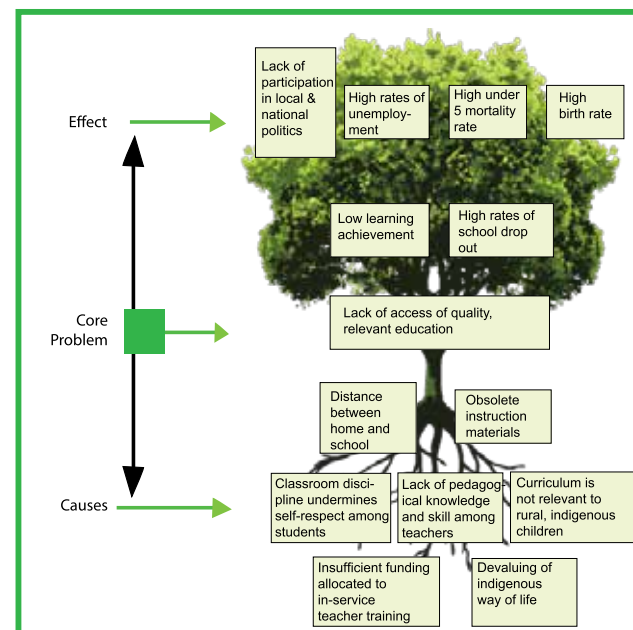 Lack of
participation
in local &
national
politics
High rates of
unemploy-
ment
High under
5 mortality
rate
High
birth rate
Effect
Low learning
achievement
High rates of
school drop
out
Core
Problem
Lack of access of quality,
relevant education
Distance
between
home and
school
Obsolete
instruction
materials
Causes
Classroom disci-
pline undermines
self-respect among
students
Lack of pedagog-
ical knowledge
and skill among
teachers
Curriculum is
not relevant to
rural, indigenous
children
Insufficient funding
allocated to
in-service
teacher training
Devaluing of
indigenous
way of life